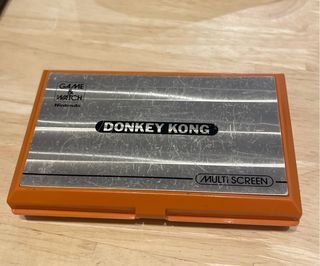 GAME
&
WATCH
Nintendo
DONKEY KONG
MULTI SCREEN